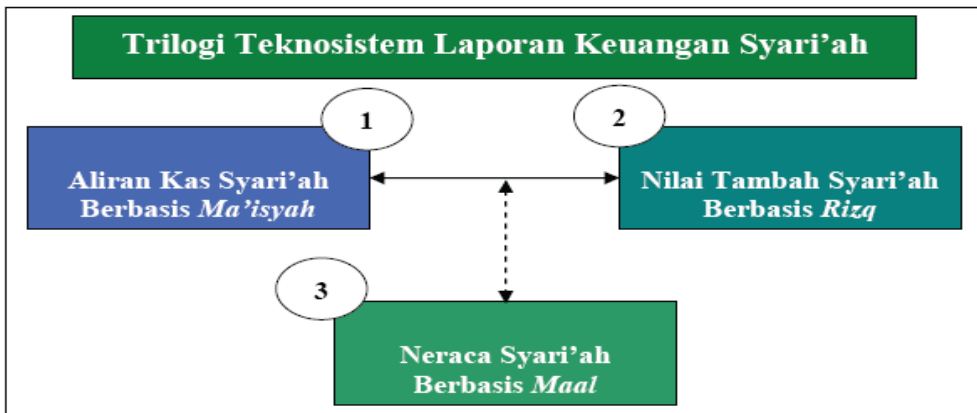 Trilogi Teknosistem Laporan Keuangan Syari’ah
1
2
Aliran Kas Syari’ah
Berbasis Ma’isyah
Nilai Tambah Syari’ah
Berbasis Rizq
3
Neraca Syari’ah
Berbasis Maal